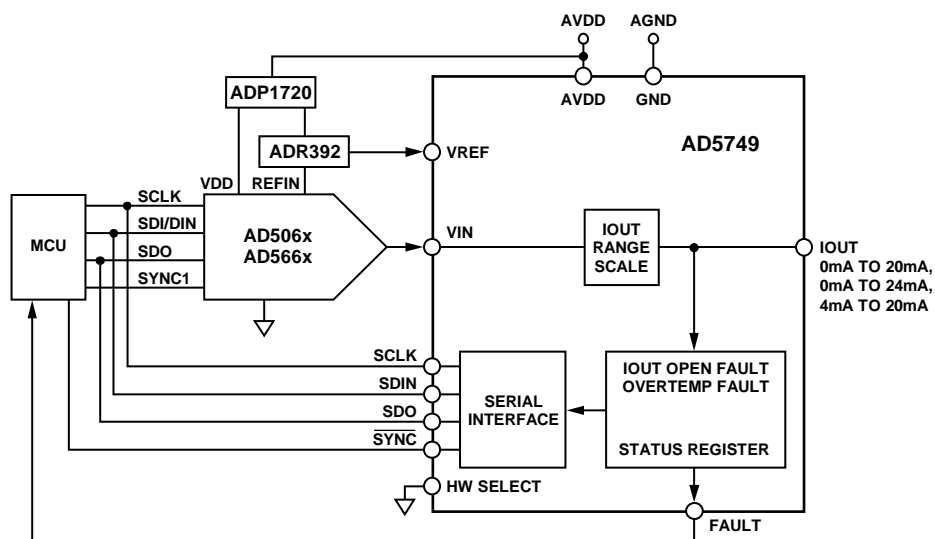 AVDD
AGND
ADP1720
AVDD
GND
ADR392
AD5749
VREF
VDD
REFIN
SCLK
MCU
SDI/DIN
SDO
SYNC1
AD506x
AD566x
VIN
IOUT
RANGE
SCALE
IOUT
0mA TO 20mA,
0mA TO 24mA,
4mA TO 20mA
SCLK
SDIN
SDO
SYNC
SERIAL
INTERFACE
IOUT OPEN FAULT
OVERTEMP FAULT
STATUS REGISTER
HW SELECT
FAULT